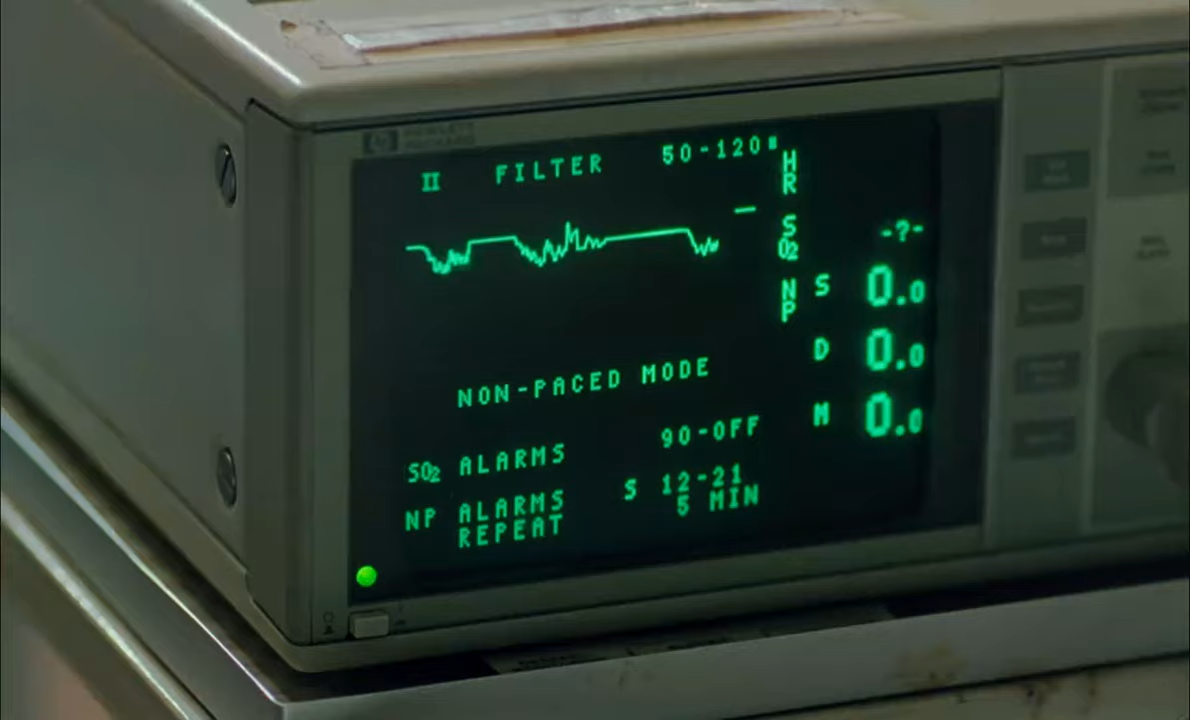 hp HEWLETT
PACKARD
II FILTER 50-120
HR
SO₂ -?-
NP S 0.0
D 0.0
M 0.0
NON-PACED MODE
SO₂ ALARMS 90-OFF
NP ALARMS S 12-21
REPEAT 5 MIN